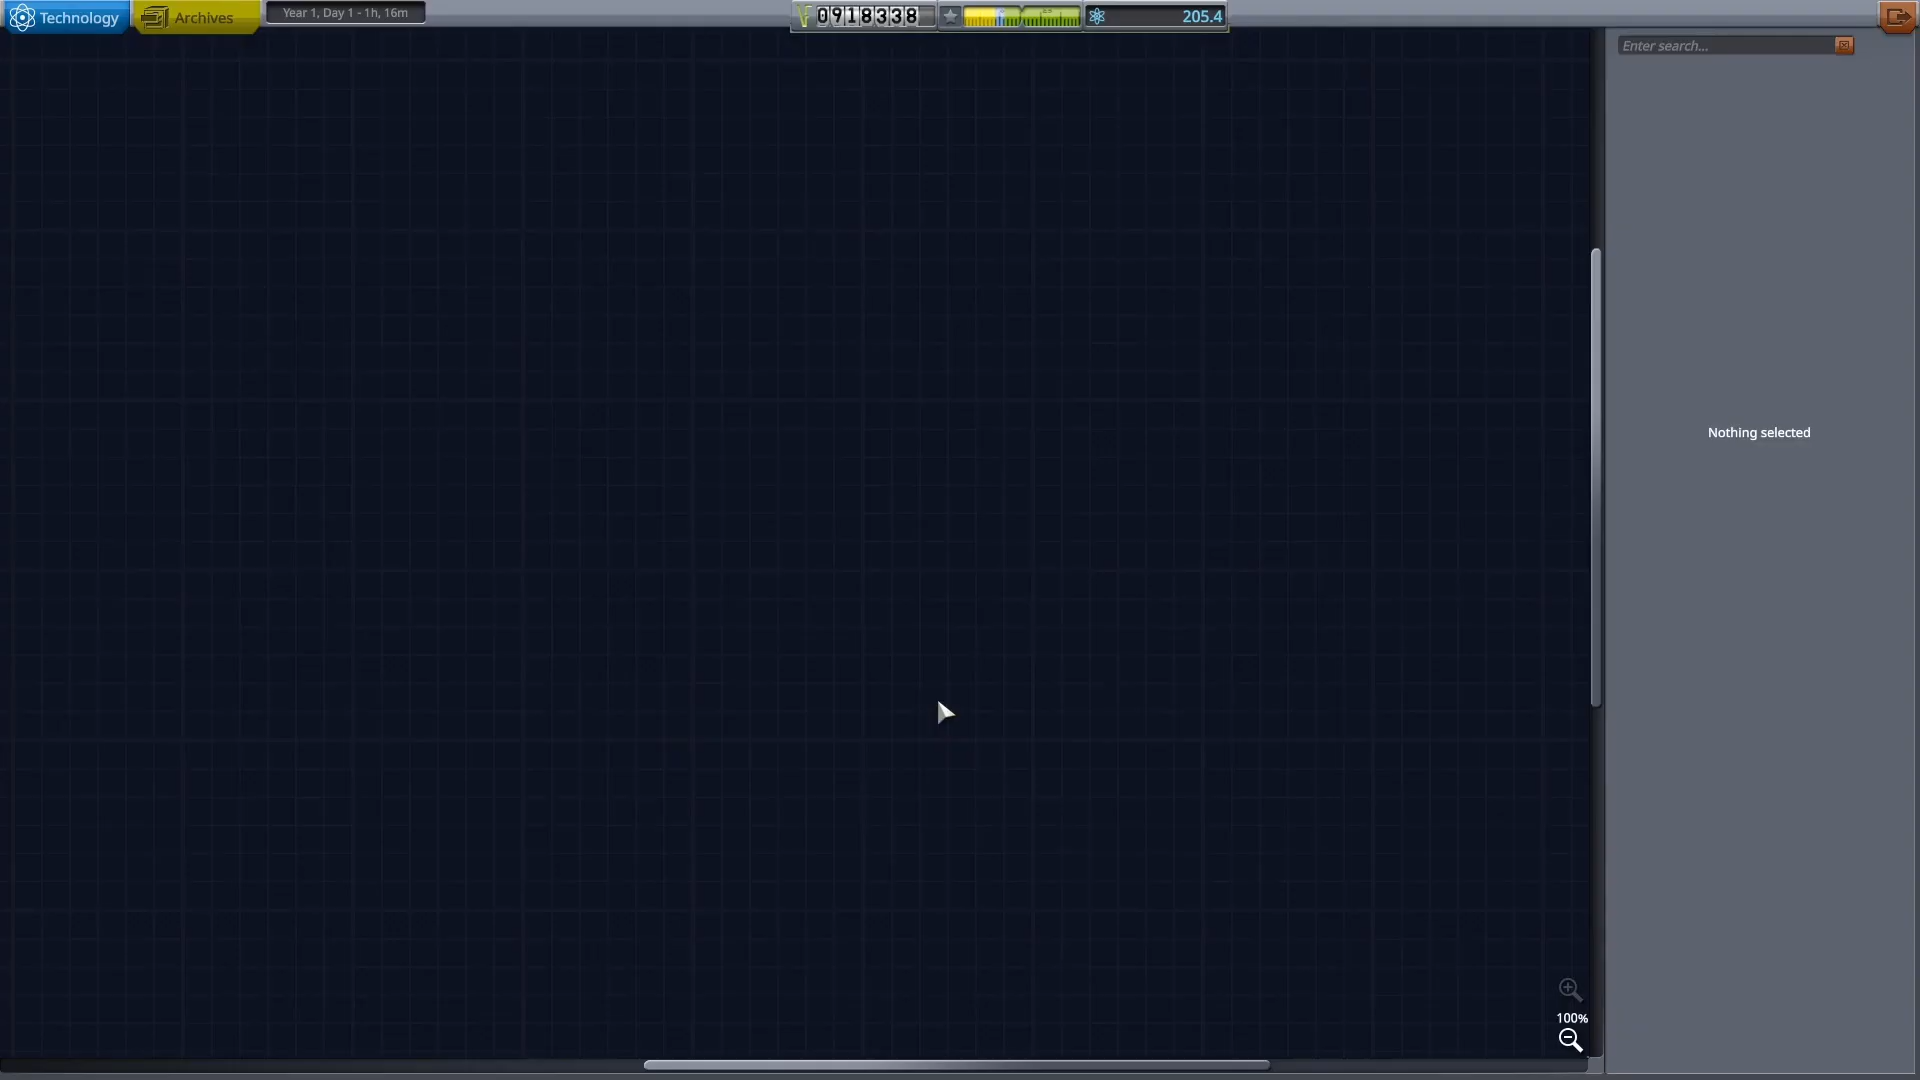 Technology
Archives
Year 1, Day 1 - 1h, 16m
0918338
205.4
Enter search...
Nothing selected
100%